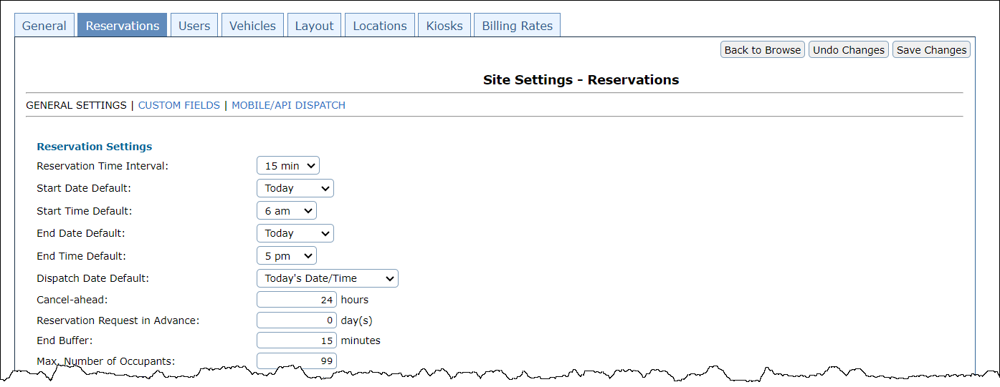 General Reservations Users Vehicles Layout Locations Kiosks Billing Rates
Back to Browse Undo Changes Save Changes
Site Settings - Reservations
GENERAL SETTINGS | CUSTOM FIELDS | MOBILE/API DISPATCH
Reservation Settings
Reservation Time Interval: 15 min
Start Date Default: Today
Start Time Default: 6 am
End Date Default: Today
End Time Default: 5 pm
Dispatch Date Default: Today's Date/Time
Cancel-ahead: 24 hours
Reservation Request in Advance: 0 day(s)
End Buffer: 15 minutes
Max. Number of Occupants: 99